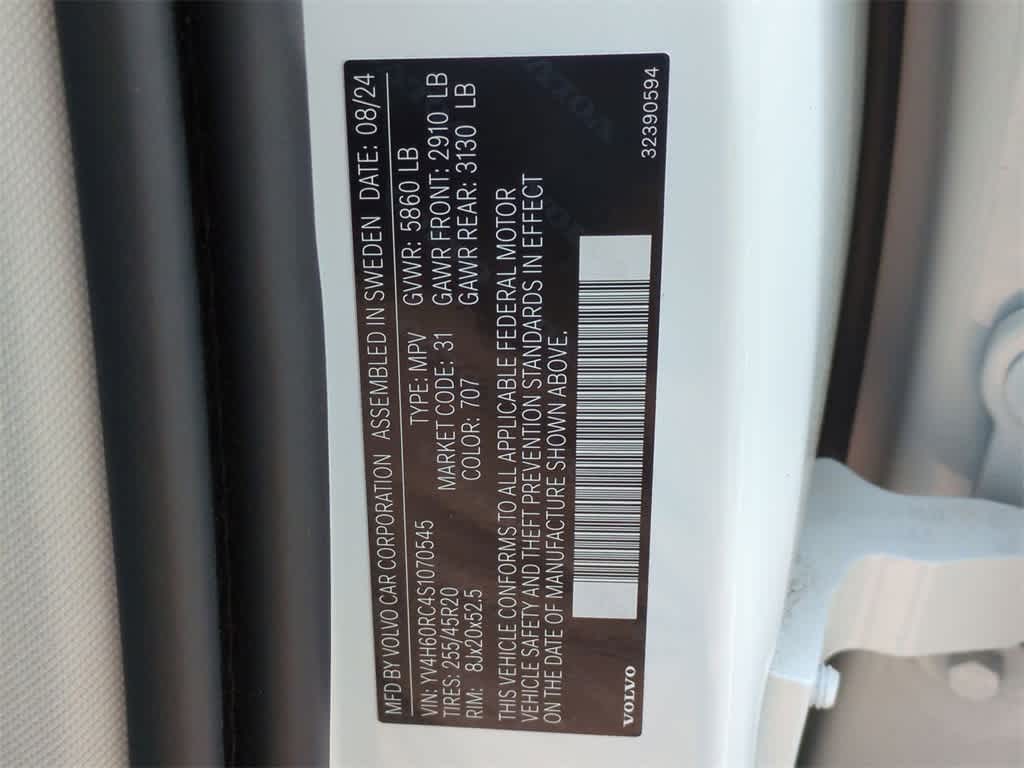 MFD BY VOLVO CAR CORPORATION ASSEMBLED IN SWEDEN DATE: 08/24
VIN: YV4H60RC4S1070545 TYPE: MPV GVWR: 5860 LB
TIRES: 255/45R20 MARKET CODE: 31 GAWR FRONT: 2910 LB
RIM: 8Jx20x52.5 COLOR: 707 GAWR REAR: 3130 LB
THIS VEHICLE CONFORMS TO ALL APPLICABLE FEDERAL MOTOR
VEHICLE SAFETY AND THEFT PREVENTION STANDARDS IN EFFECT
ON THE DATE OF MANUFACTURE SHOWN ABOVE.
VOLVO
32390594